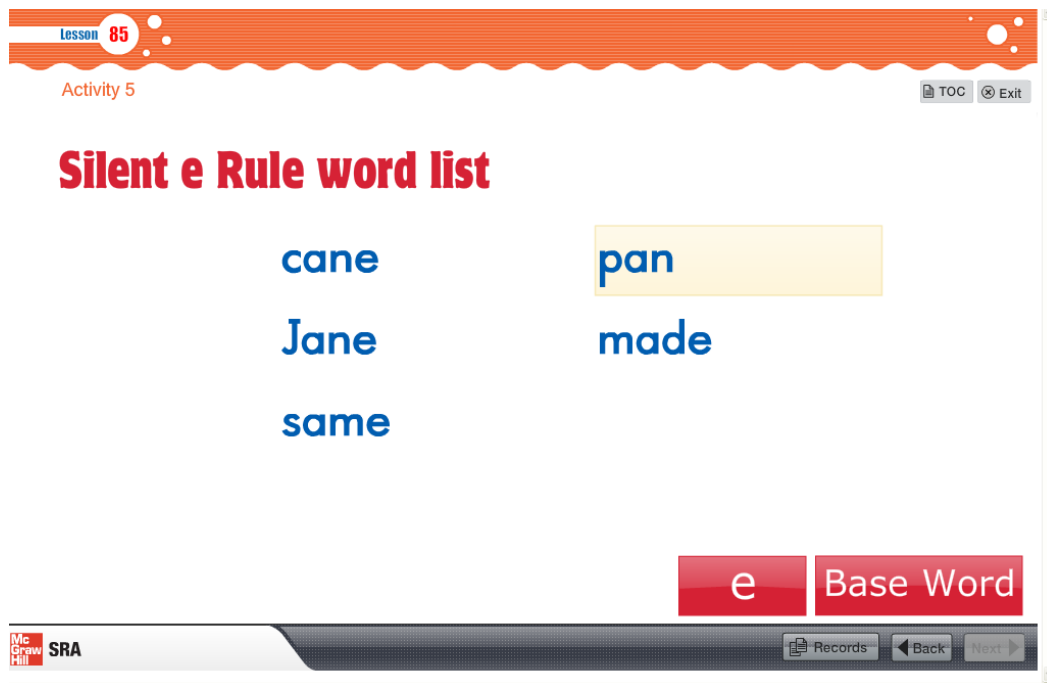 Lesson 85
Activity 5
TOC Exit
Silent e Rule word list
cane pan
Jane made
same
e Base Word
Mc
Graw
Hill
SRA
Records Back Next